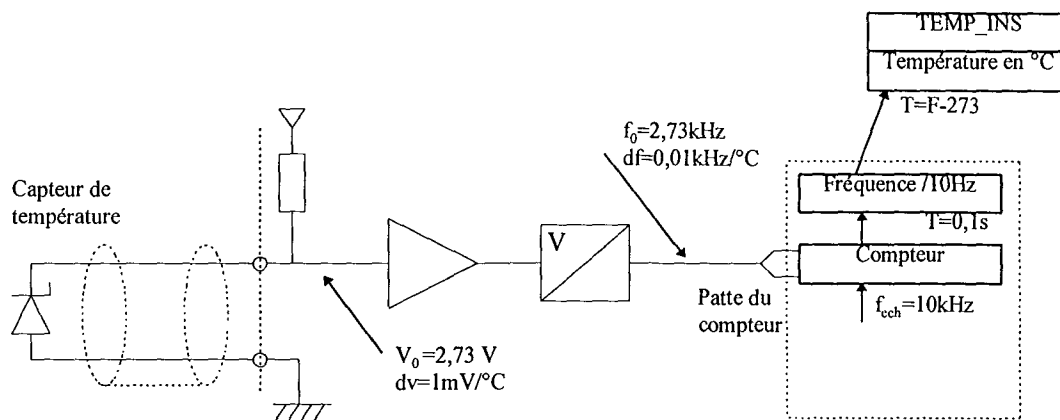 TEMP_INS
Température en °C
T=F-273
f₀=2,73kHz
df=0,01kHz/°C
Capteur de
température
Fréquence /10Hz
T=0,1s
V
Compteur
Patte du
compteur
f_cch=10kHz
V₀=2,73 V
dv=1mV/°C